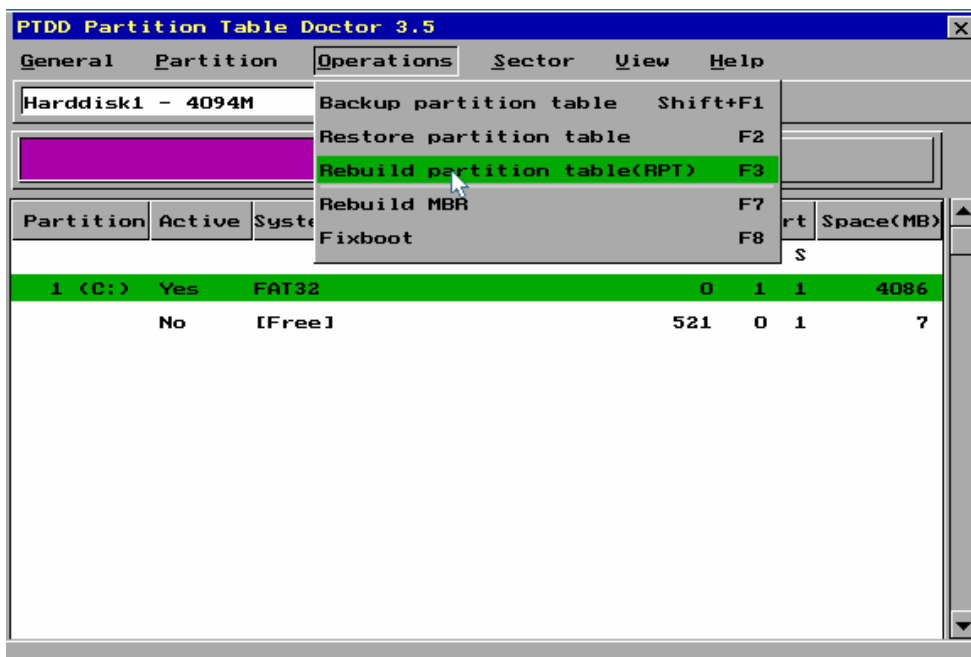 PTDD Partition Table Doctor 3.5
General Partition Operations Sector View Help
Harddisk1 - 4094M
Backup partition table Shift+F1
Restore partition table F2
Rebuild partition table(RPT) F3
Rebuild MBR F7
Fixboot F8
Partition Active Syste rt Space(MB)
S
1 (C:) Yes FAT32 0 1 1 4086
No [Free] 521 0 1 7